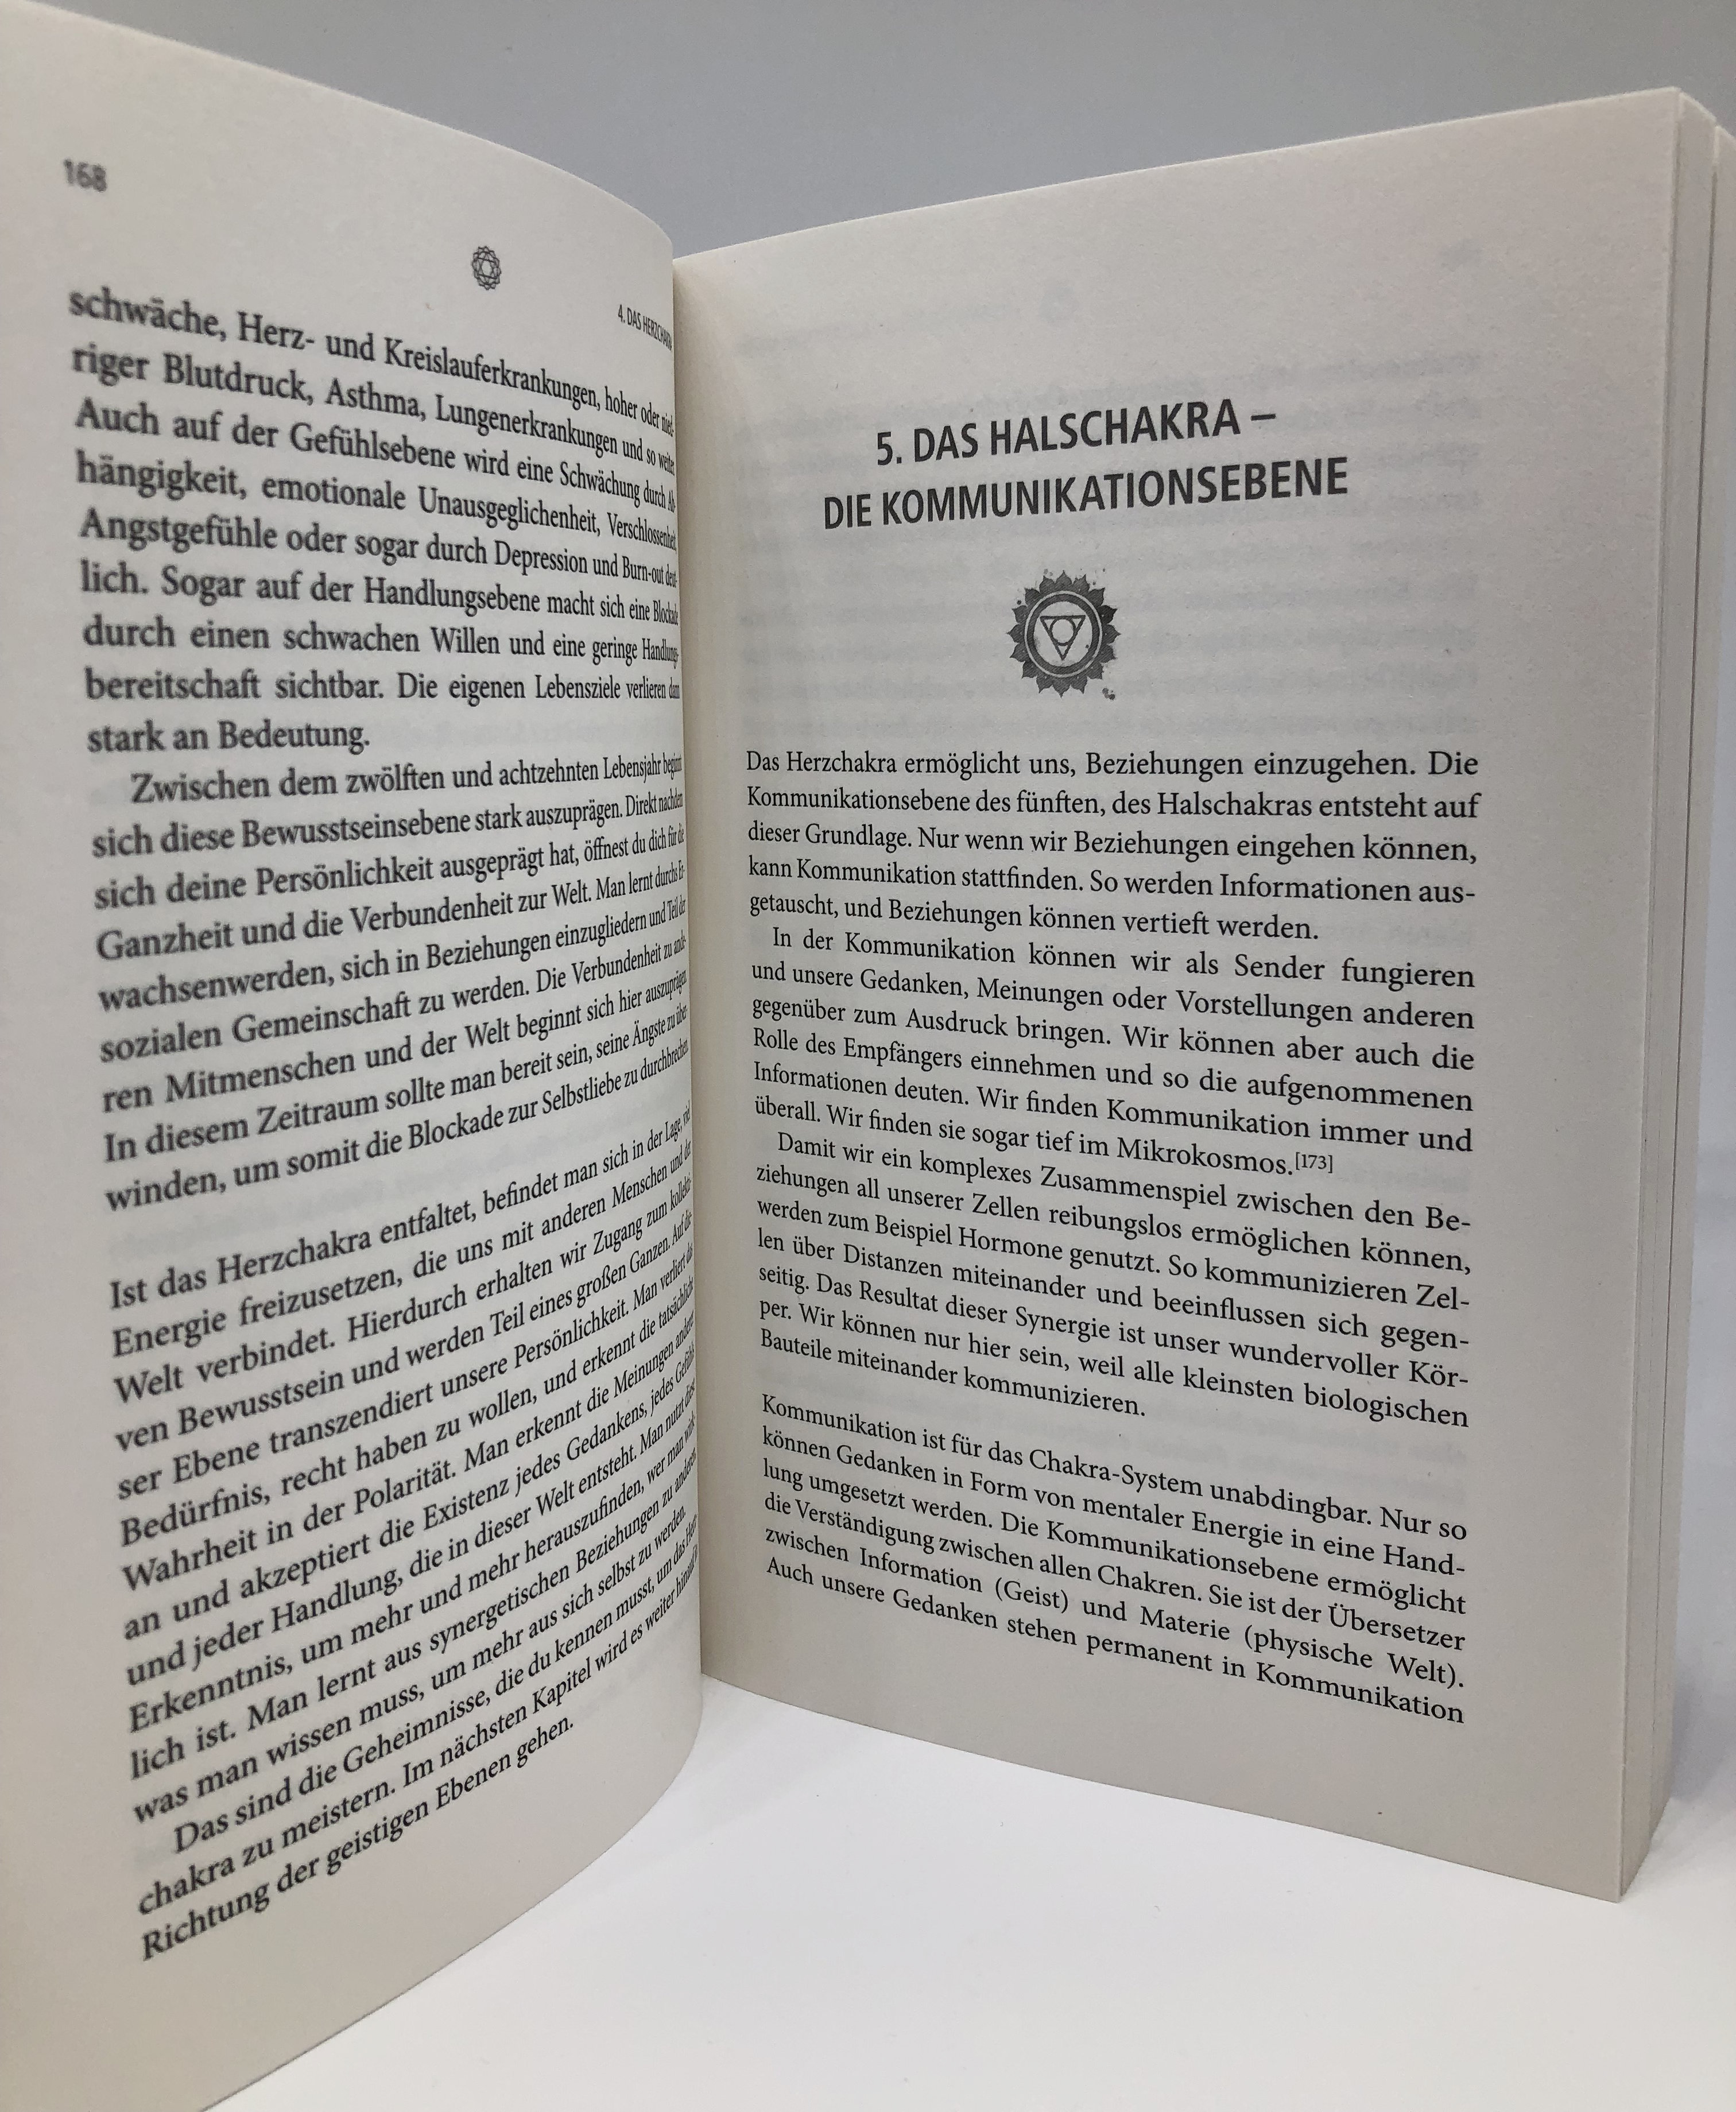 168
4. DAS HERZCHAKRA
schwäche, Herz- und Kreislauferkrankungen, hoher oder nied-
riger Blutdruck, Asthma, Lungenerkrankungen und so weiter.
Auch auf der Gefühlsebene wird eine Schwächung durch Ab-
hängigkeit, emotionale Unausgeglichenheit, Verschlossenheit,
Angstgefühle oder sogar durch Depression und Burn-out deut-
lich. Sogar auf der Handlungsebene macht sich eine Blockade
durch einen schwachen Willen und eine geringe Handlungs-
bereitschaft sichtbar. Die eigenen Lebensziele verlieren dann
stark an Bedeutung.
Zwischen dem zwölften und achtzehnten Lebensjahr beginnt
sich diese Bewusstseinsebene stark auszuprägen. Direkt nachdem
sich deine Persönlichkeit ausgeprägt hat, öffnest du dich für die
Ganzheit und die Verbundenheit zur Welt. Man lernt durchs Er-
wachsenwerden, sich in Beziehungen einzugliedern und Teil der
sozialen Gemeinschaft zu werden. Die Verbundenheit zu ande-
ren Mitmenschen und der Welt beginnt sich hier auszuprägen.
In diesem Zeitraum sollte man bereit sein, seine Ängste zu über-
winden, um somit die Blockade zur Selbstliebe zu durchbrechen.
Ist das Herzchakra entfaltet, befindet man sich in der Lage, viel
Energie freizusetzen, die uns mit anderen Menschen und der
Welt verbindet. Hierdurch erhalten wir Zugang zum kollekti-
ven Bewusstsein und werden Teil eines großen Ganzen. Auf die-
ser Ebene transzendiert unsere Persönlichkeit. Man verliert das
Bedürfnis, recht haben zu wollen, und erkennt die tatsächliche
Wahrheit in der Polarität. Man erkennt die Meinungen anderer
an und akzeptiert die Existenz jedes Gedankens, jedes Gefühls
und jeder Handlung, die in dieser Welt entsteht. Man nutzt diese
Erkenntnis, um mehr und mehr herauszufinden, wer man wirk-
lich ist. Man lernt aus synergetischen Beziehungen zu anderen,
was man wissen muss, um mehr aus sich selbst zu werden.
Das sind die Geheimnisse, die du kennen musst, um das Herz-
chakra zu meistern. Im nächsten Kapitel wird es weiter hinauf in
Richtung der geistigen Ebenen gehen.
5. DAS HALSCHAKRA –
DIE KOMMUNIKATIONSEBENE
Das Herzchakra ermöglicht uns, Beziehungen einzugehen. Die
Kommunikationsebene des fünften, des Halschakras entsteht auf
dieser Grundlage. Nur wenn wir Beziehungen eingehen können,
kann Kommunikation stattfinden. So werden Informationen aus-
getauscht, und Beziehungen können vertieft werden.
In der Kommunikation können wir als Sender fungieren
und unsere Gedanken, Meinungen oder Vorstellungen anderen
gegenüber zum Ausdruck bringen. Wir können aber auch die
Rolle des Empfängers einnehmen und so die aufgenommenen
Informationen deuten. Wir finden Kommunikation immer und
überall. Wir finden sie sogar tief im Mikrokosmos.[173]
Damit wir ein komplexes Zusammenspiel zwischen den Be-
ziehungen all unserer Zellen reibungslos ermöglichen können,
werden zum Beispiel Hormone genutzt. So kommunizieren Zel-
len über Distanzen miteinander und beeinflussen sich gegen-
seitig. Das Resultat dieser Synergie ist unser wundervoller Kör-
per. Wir können nur hier sein, weil alle kleinsten biologischen
Bauteile miteinander kommunizieren.
Kommunikation ist für das Chakra-System unabdingbar. Nur so
können Gedanken in Form von mentaler Energie in eine Hand-
lung umgesetzt werden. Die Kommunikationsebene ermöglicht
die Verständigung zwischen allen Chakren. Sie ist der Übersetzer
zwischen Information (Geist) und Materie (physische Welt).
Auch unsere Gedanken stehen permanent in Kommunikation